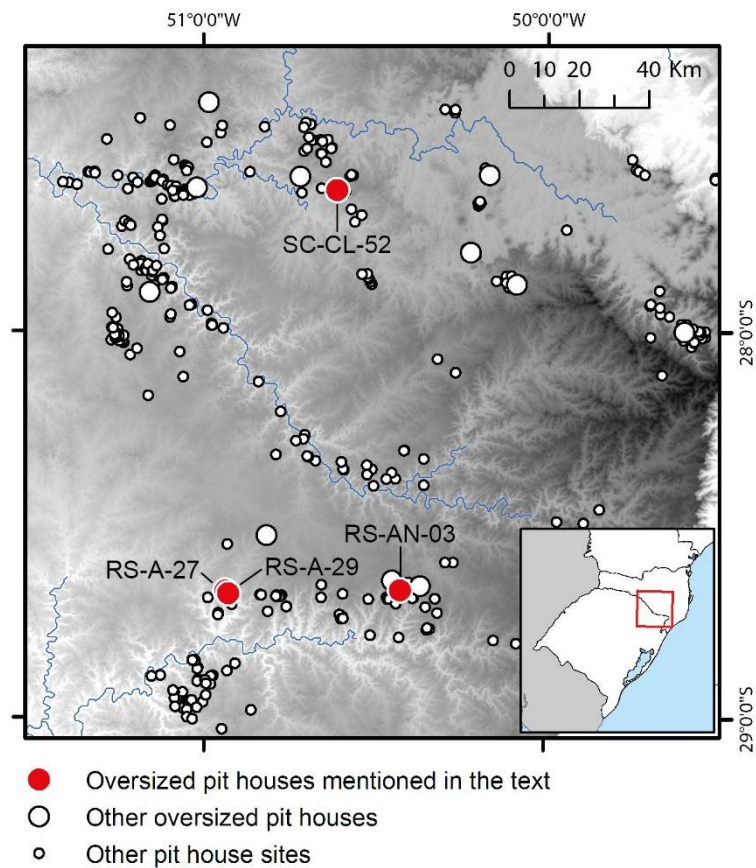 51°0'0"W
50°0'0"W
0 10 20 40 Km
SC-CL-52
28°0'0"S
RS-AN-03
RS-A-27
RS-A-29
29°0'0"S
Oversized pit houses mentioned in the text
Other oversized pit houses
Other pit house sites